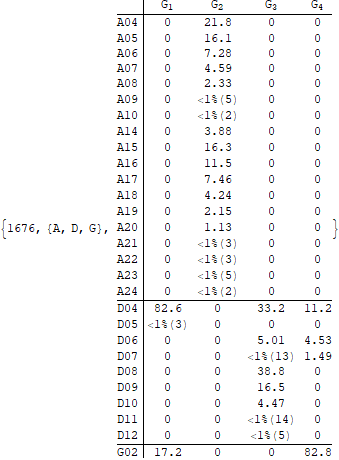 G₁ G₂ G₃ G₄
A04 0 21.8 0 0
A05 0 16.1 0 0
A06 0 7.28 0 0
A07 0 4.59 0 0
A08 0 2.33 0 0
A09 0 <1%(5) 0 0
A10 0 <1%(2) 0 0
A14 0 3.88 0 0
A15 0 16.3 0 0
A16 0 11.5 0 0
A17 0 7.46 0 0
A18 0 4.24 0 0
A19 0 2.15 0 0
{1676, {A, D, G}, A20 0 1.13 0 0 }
A21 0 <1%(3) 0 0
A22 0 <1%(3) 0 0
A23 0 <1%(5) 0 0
A24 0 <1%(2) 0 0
D04 82.6 0 33.2 11.2
D05 <1%(3) 0 0 0
D06 0 0 5.01 4.53
D07 0 0 <1%(13) 1.49
D08 0 0 38.8 0
D09 0 0 16.5 0
D10 0 0 4.47 0
D11 0 0 <1%(14) 0
D12 0 0 <1%(5) 0
G02 17.2 0 0 82.8